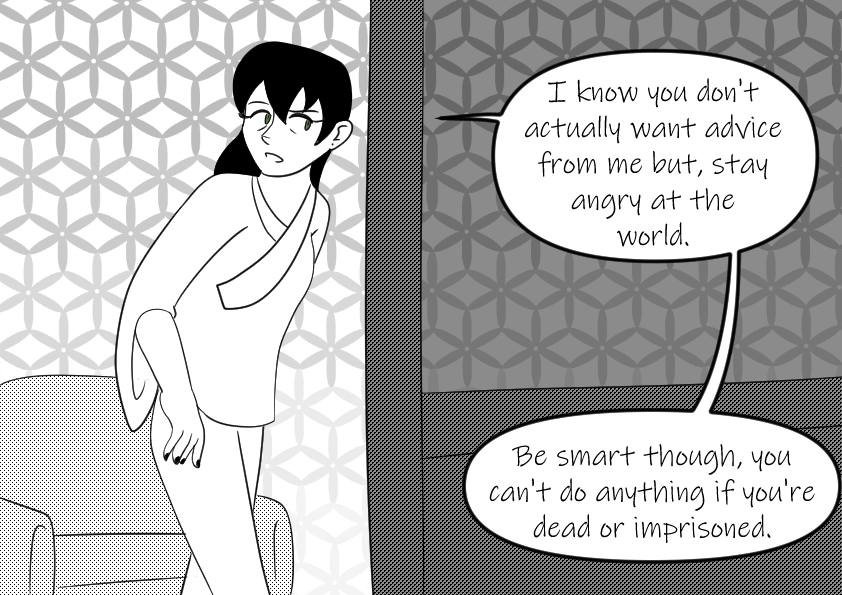 I know you don't
actually want advice
from me but, stay
angry at the
world.
Be smart though, you
can't do anything if you're
dead or imprisoned.